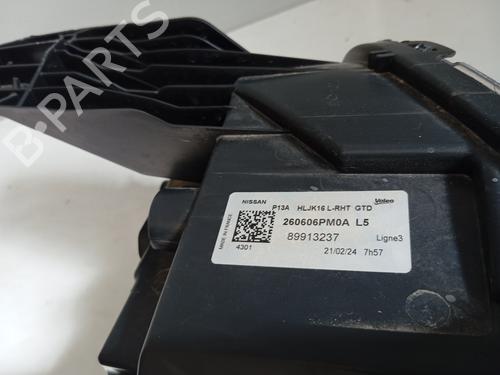 B-PARTS
NISSAN P13A HLJK16 L-RHT GTD Valeo
MADE IN FRANCE
260606PM0A L5
89913237 Ligne3
4301 21/02/24 7h57